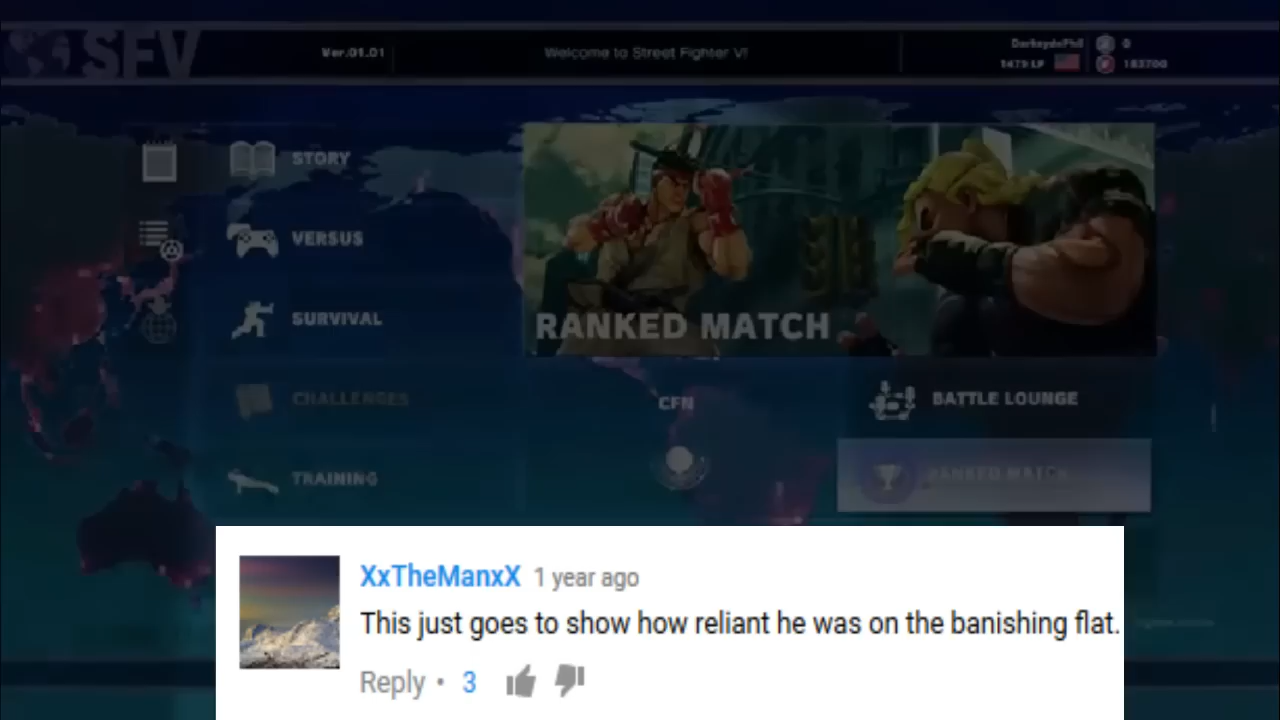 SFV
Ver.01.01
Welcome to Street Fighter V!
DarksydePhil
0
1479 LP
183700
STORY
VERSUS
SURVIVAL
CHALLENGES
TRAINING
RANKED MATCH
CFN
BATTLE LOUNGE
RANKED MATCH
XxTheManxX 1 year ago
This just goes to show how reliant he was on the banishing flat.
Reply • 3